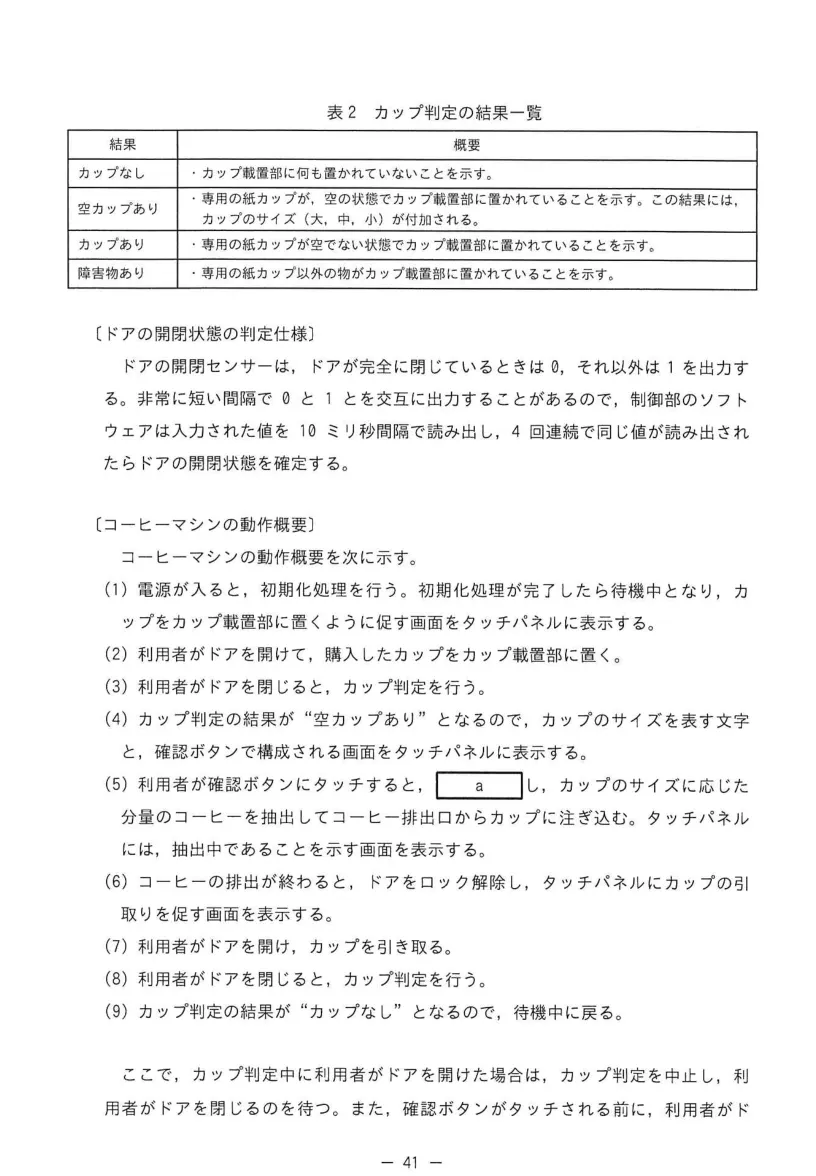 表2 カップ判定の結果一覧
結果 概要
カップなし ・カップ載置部に何も置かれていないことを示す。
空カップあり ・専用の紙カップが，空の状態でカップ載置部に置かれていることを示す。この結果には，
カップのサイズ（大，中，小）が付加される。
カップあり ・専用の紙カップが空でない状態でカップ載置部に置かれていることを示す。
障害物あり ・専用の紙カップ以外の物がカップ載置部に置かれていることを示す。
〔ドアの開閉状態の判定仕様〕
ドアの開閉センサーは，ドアが完全に閉じているときは 0，それ以外は 1 を出力す
る。非常に短い間隔で 0 と 1 とを交互に出力することがあるので，制御部のソフト
ウェアは入力された値を 10 ミリ秒間隔で読み出し，4 回連続で同じ値が読み出され
たらドアの開閉状態を確定する。
〔コーヒーマシンの動作概要〕
コーヒーマシンの動作概要を次に示す。
(1) 電源が入ると，初期化処理を行う。初期化処理が完了したら待機中となり，カ
ップをカップ載置部に置くように促す画面をタッチパネルに表示する。
(2) 利用者がドアを開けて，購入したカップをカップ載置部に置く。
(3) 利用者がドアを閉じると，カップ判定を行う。
(4) カップ判定の結果が“空カップあり”となるので，カップのサイズを表す文字
と，確認ボタンで構成される画面をタッチパネルに表示する。
(5) 利用者が確認ボタンにタッチすると， a し，カップのサイズに応じた
分量のコーヒーを抽出してコーヒー排出口からカップに注ぎ込む。タッチパネル
には，抽出中であることを示す画面を表示する。
(6) コーヒーの排出が終わると，ドアをロック解除し，タッチパネルにカップの引
取りを促す画面を表示する。
(7) 利用者がドアを開け，カップを引き取る。
(8) 利用者がドアを閉じると，カップ判定を行う。
(9) カップ判定の結果が“カップなし”となるので，待機中に戻る。
ここで，カップ判定中に利用者がドアを開けた場合は，カップ判定を中止し，利
用者がドアを閉じるのを待つ。また，確認ボタンがタッチされる前に，利用者がド
― 41 ―